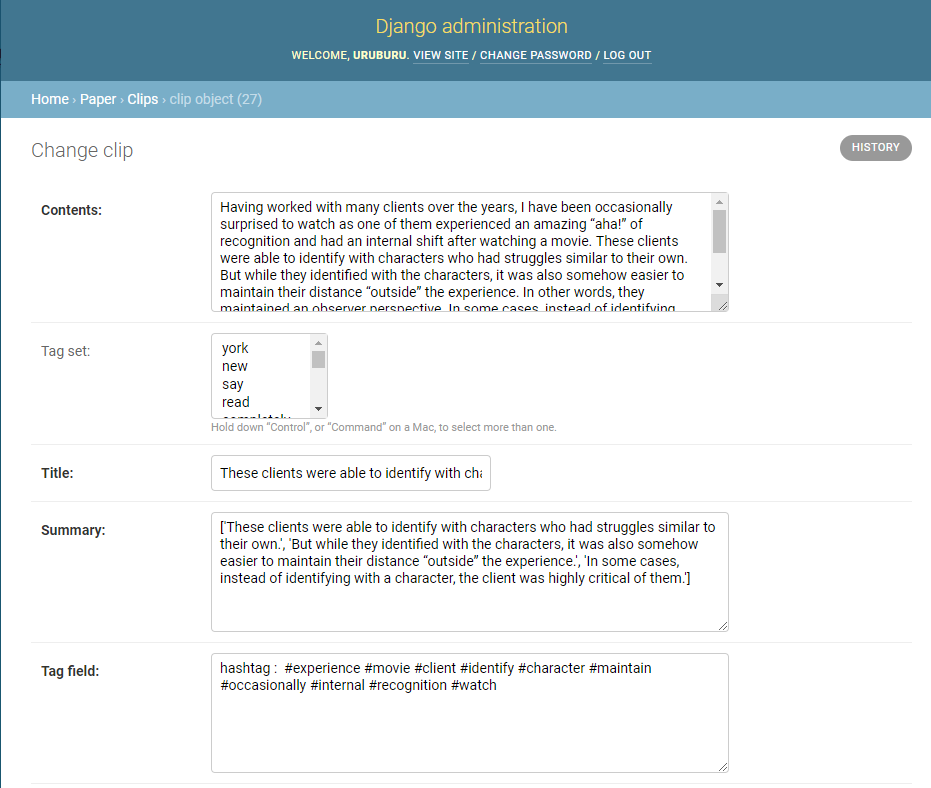 Django administration
WELCOME, URUBURU. VIEW SITE / CHANGE PASSWORD / LOG OUT
Home › Paper › Clips › clip object (27)
Change clip
HISTORY
Contents:
Having worked with many clients over the years, I have been occasionally
surprised to watch as one of them experienced an amazing “aha!” of
recognition and had an internal shift after watching a movie. These clients
were able to identify with characters who had struggles similar to their own.
But while they identified with the characters, it was also somehow easier to
maintain their distance “outside” the experience. In other words, they
maintained an observer perspective. In some cases, instead of identifying
Tag set:
york
new
say
read
completely
Hold down “Control”, or “Command” on a Mac, to select more than one.
Title:
These clients were able to identify with cha
Summary:
['These clients were able to identify with characters who had struggles similar to
their own.', 'But while they identified with the characters, it was also somehow
easier to maintain their distance “outside” the experience.', 'In some cases,
instead of identifying with a character, the client was highly critical of them.']
Tag field:
hashtag : #experience #movie #client #identify #character #maintain
#occasionally #internal #recognition #watch